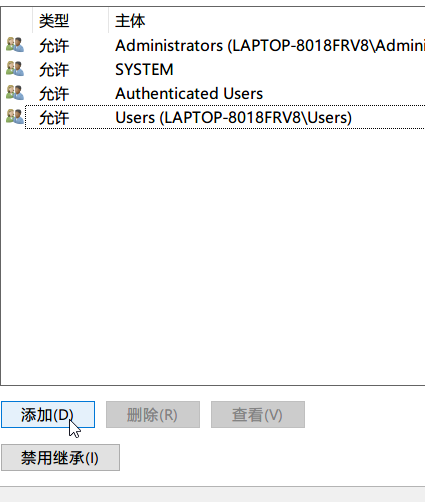 类型 主体
允许 Administrators (LAPTOP-8018FRV8\Admini
允许 SYSTEM
允许 Authenticated Users
允许 Users (LAPTOP-8018FRV8\Users)
添加(D) 删除(R) 查看(V)
禁用继承(I)